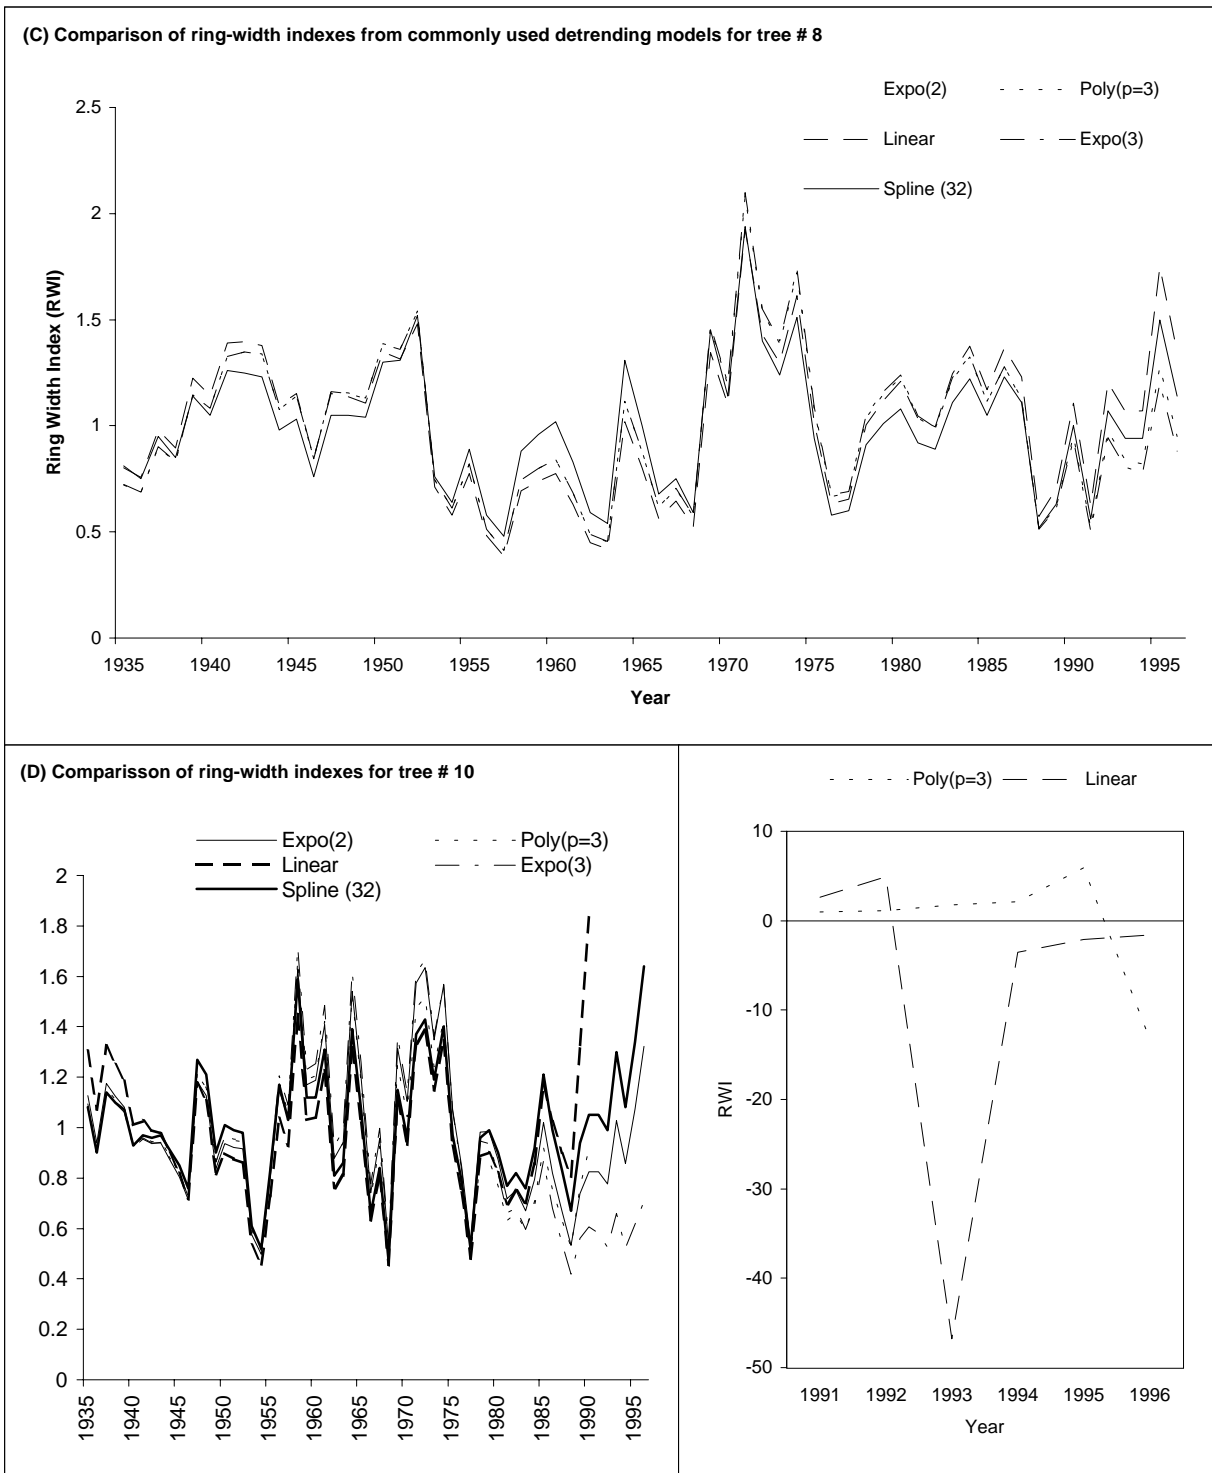 (C) Comparison of ring-width indexes from commonly used detrending models for tree # 8
Expo(2) Poly(p=3)
Linear Expo(3)
Spline (32)
Ring Width Index (RWI)
2.5
2
1.5
1
0.5
0
1935 1940 1945 1950 1955 1960 1965 1970 1975 1980 1985 1990 1995
Year
(D) Comparisson of ring-width indexes for tree # 10
Expo(2) Poly(p=3)
Linear Expo(3)
Spline (32)
2
1.8
1.6
1.4
1.2
1
0.8
0.6
0.4
0.2
0
1935 1940 1945 1950 1955 1960 1965 1970 1975 1980 1985 1990 1995
Poly(p=3) Linear
RWI
10
0
-10
-20
-30
-40
-50
1991 1992 1993 1994 1995 1996
Year